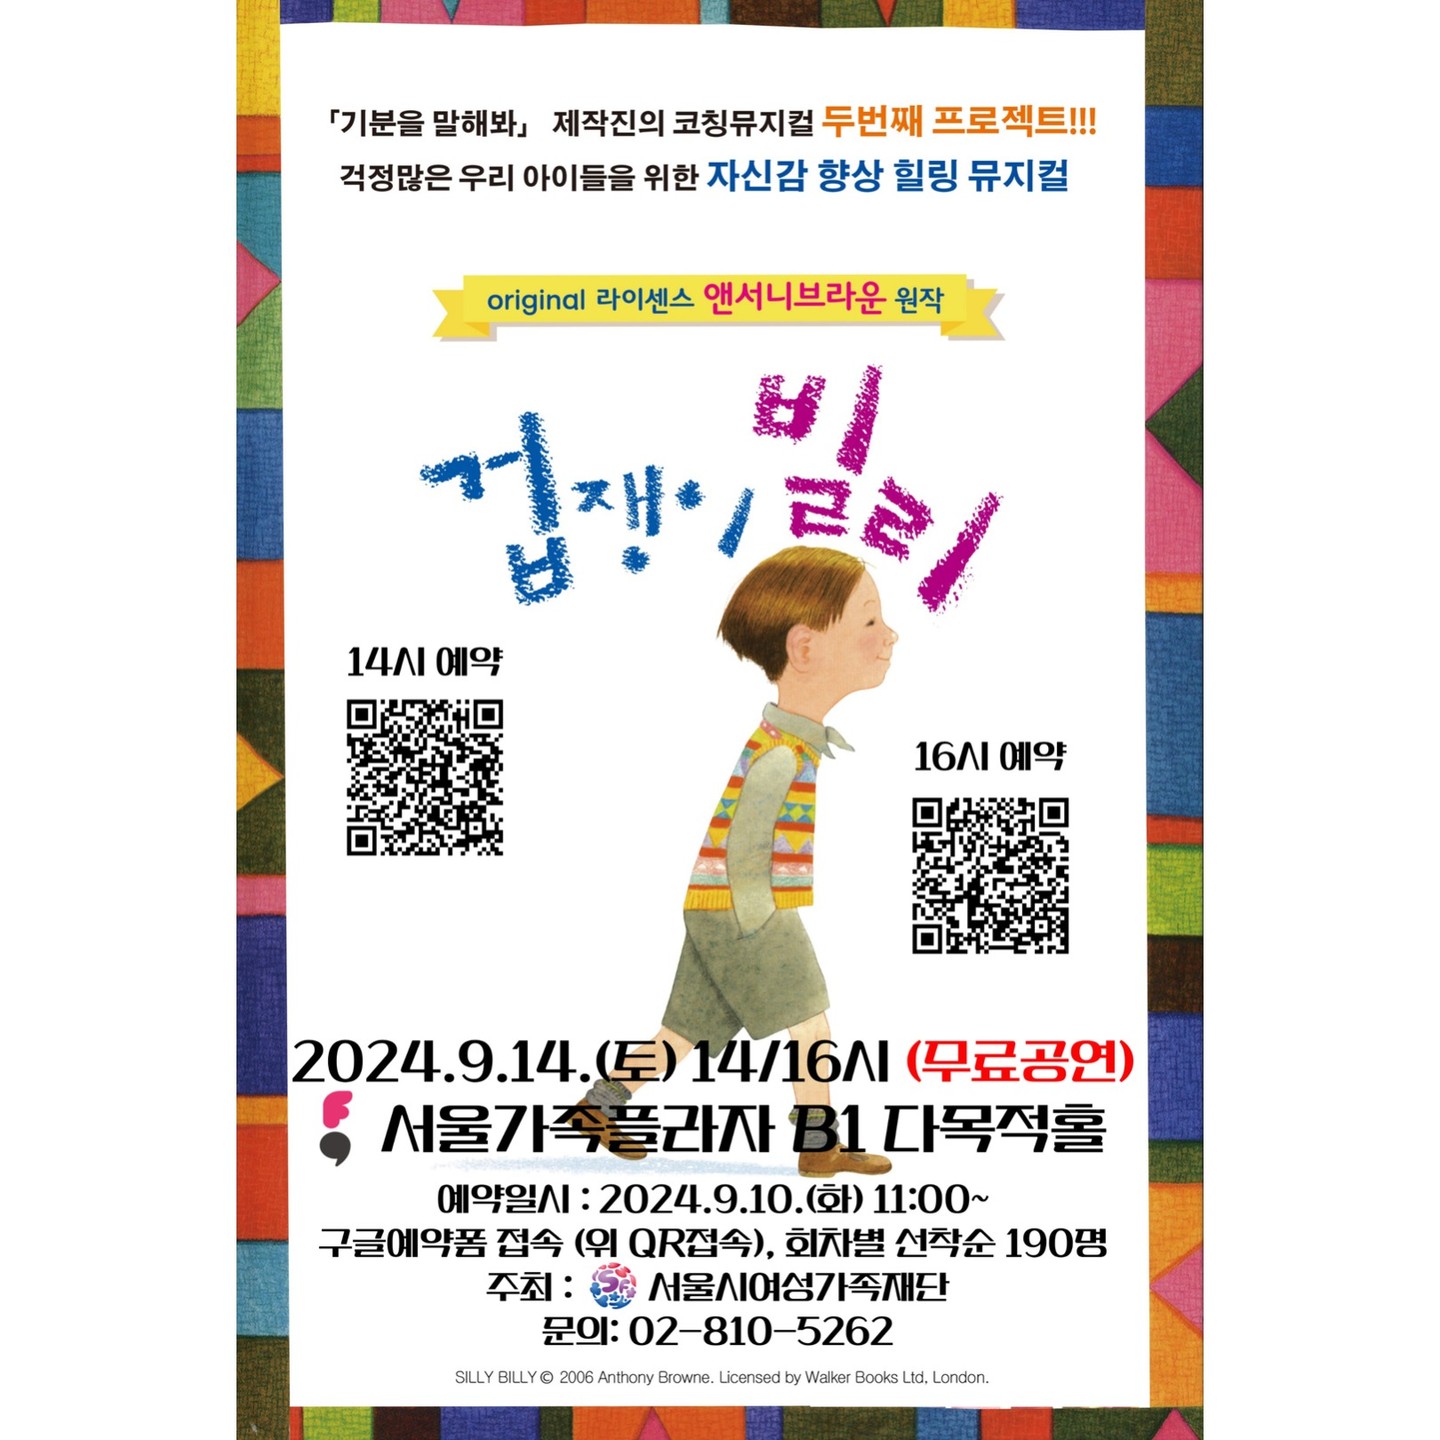 「기분을 말해봐」 제작진의 코칭뮤지컬 두번째 프로젝트!!!
걱정많은 우리 아이들을 위한 자신감 향상 힐링 뮤지컬
original 라이센스 앤서니브라운 원작
겁쟁이 빌리
14시 예약
16시 예약
2024.9.14.(토) 14/16시 (무료공연)
서울가족플라자 B1 다목적홀
예약일시 : 2024.9.10.(화) 11:00~
구글예약폼 접속 (위 QR접속), 회차별 선착순 190명
주최 : SF 서울시여성가족재단
문의: 02-810-5262
SILLY BILLY © 2006 Anthony Browne. Licensed by Walker Books Ltd, London.